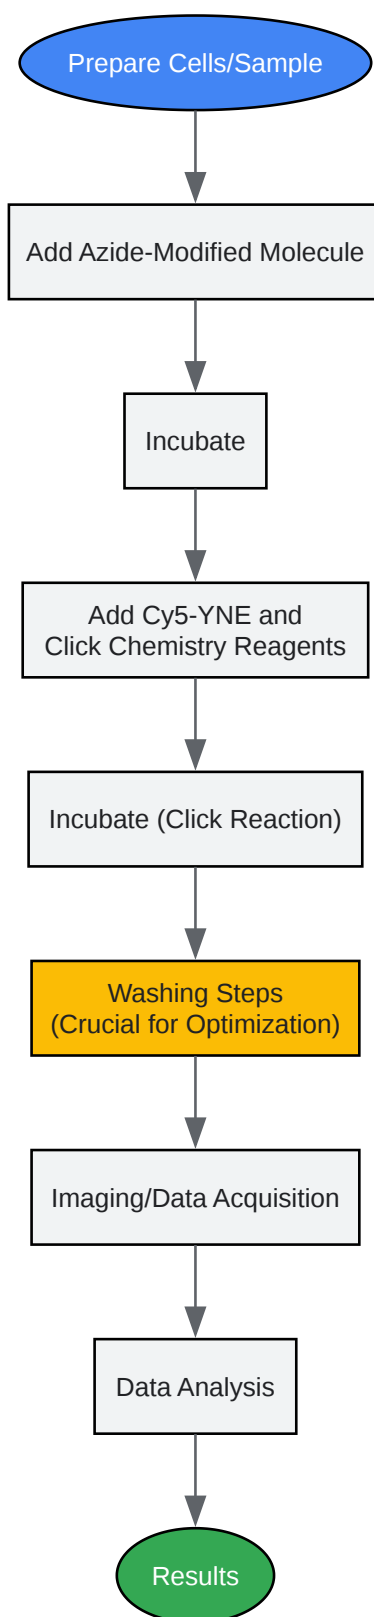 Prepare Cells/Sample
Add Azide-Modified Molecule
Incubate
Add Cy5-YNE and
Click Chemistry Reagents
Incubate (Click Reaction)
Washing Steps
(Crucial for Optimization)
Imaging/Data Acquisition
Data Analysis
Results